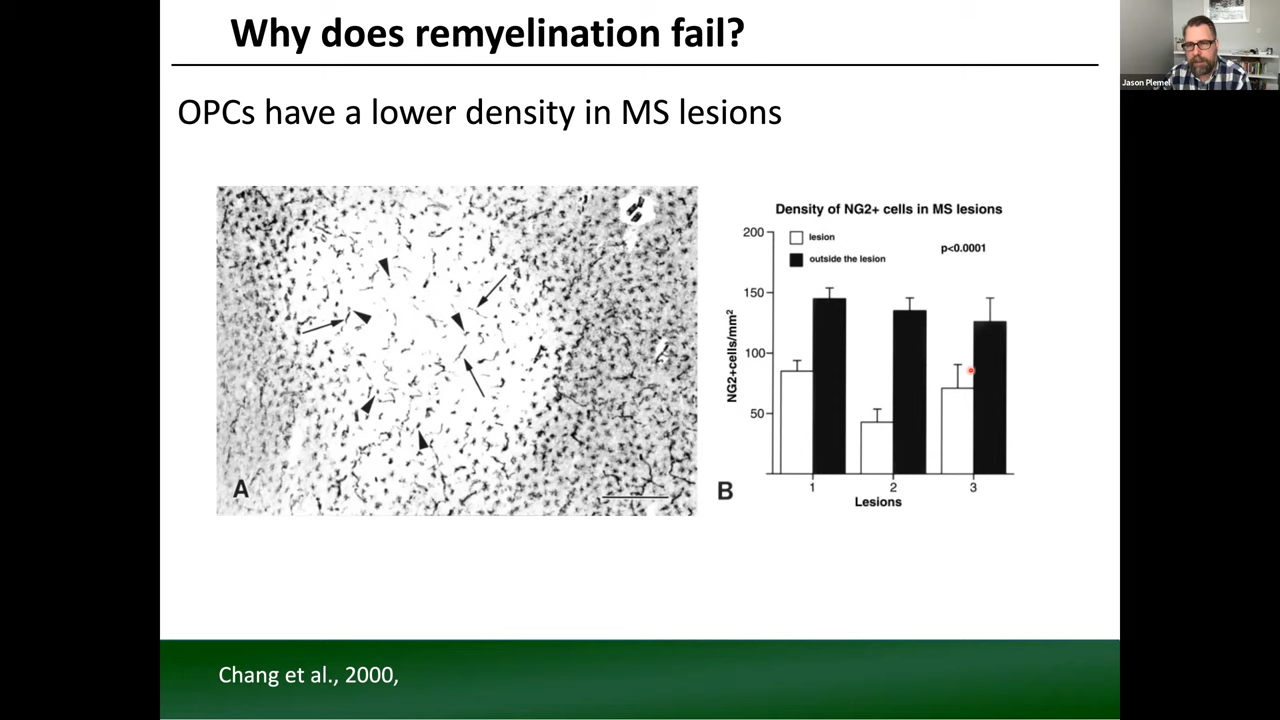 Why does remyelination fail?
Jason Plemel
OPCs have a lower density in MS lesions
A
Density of NG2+ cells in MS lesions
lesion
outside the lesion
p<0.0001
200
150
100
50
NG2+cells/mm²
1 2 3
Lesions
B
Chang et al., 2000,